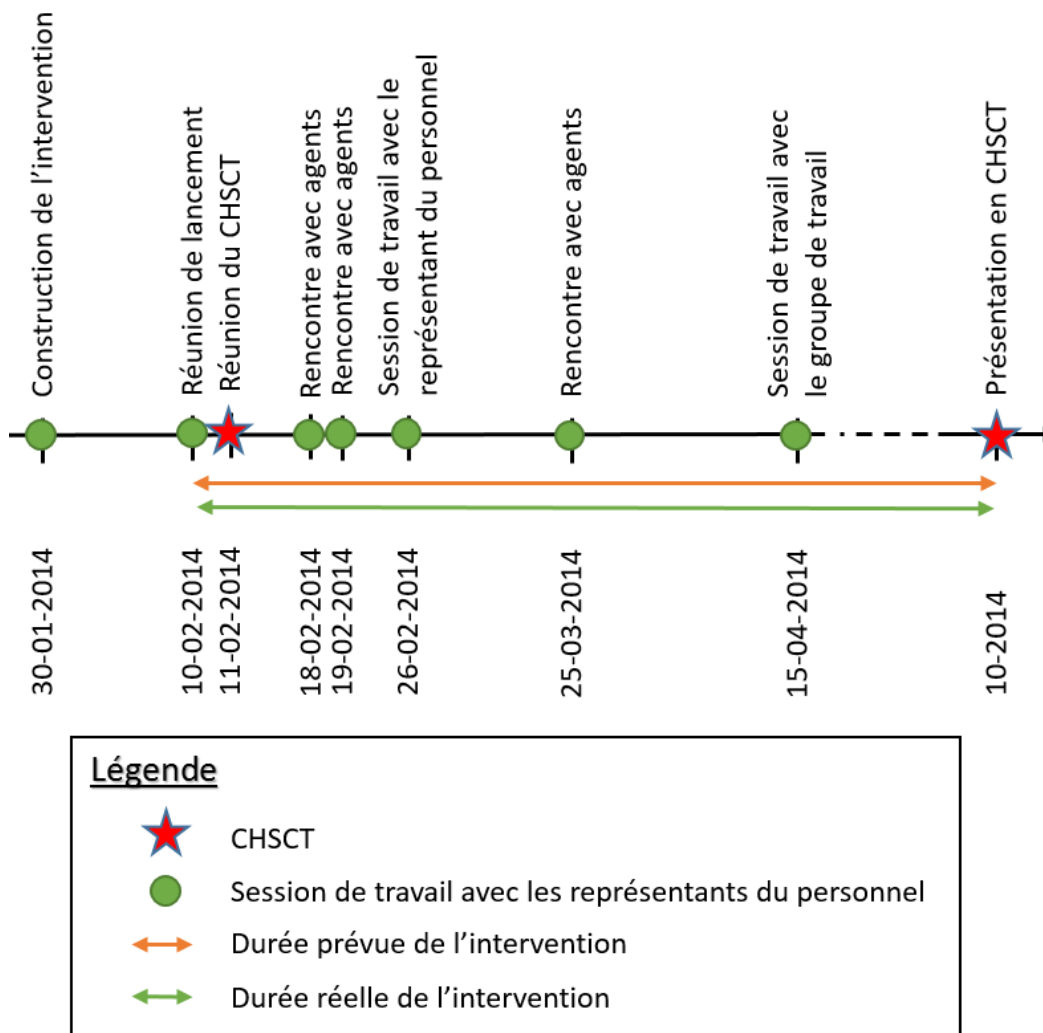 Construction de l’intervention
Réunion de lancement
Réunion du CHSCT
Rencontre avec agents
Rencontre avec agents
Session de travail avec le
représentant du personnel
Rencontre avec agents
Session de travail avec
le groupe de travail
Présentation en CHSCT
30-01-2014
10-02-2014
11-02-2014
18-02-2014
19-02-2014
26-02-2014
25-03-2014
15-04-2014
10-2014
Légende
CHSCT
Session de travail avec les représentants du personnel
Durée prévue de l’intervention
Durée réelle de l’intervention